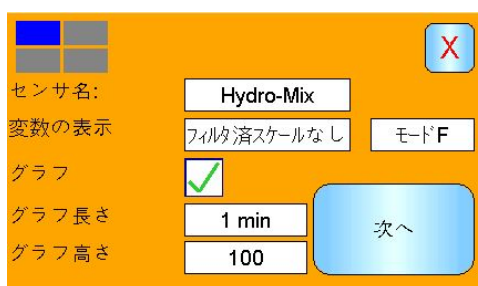 X
センサ名: Hydro-Mix
変数の表示 フィルタ済スケールなし モードF
グラフ
グラフ長さ 1 min
次へ
グラフ高さ 100